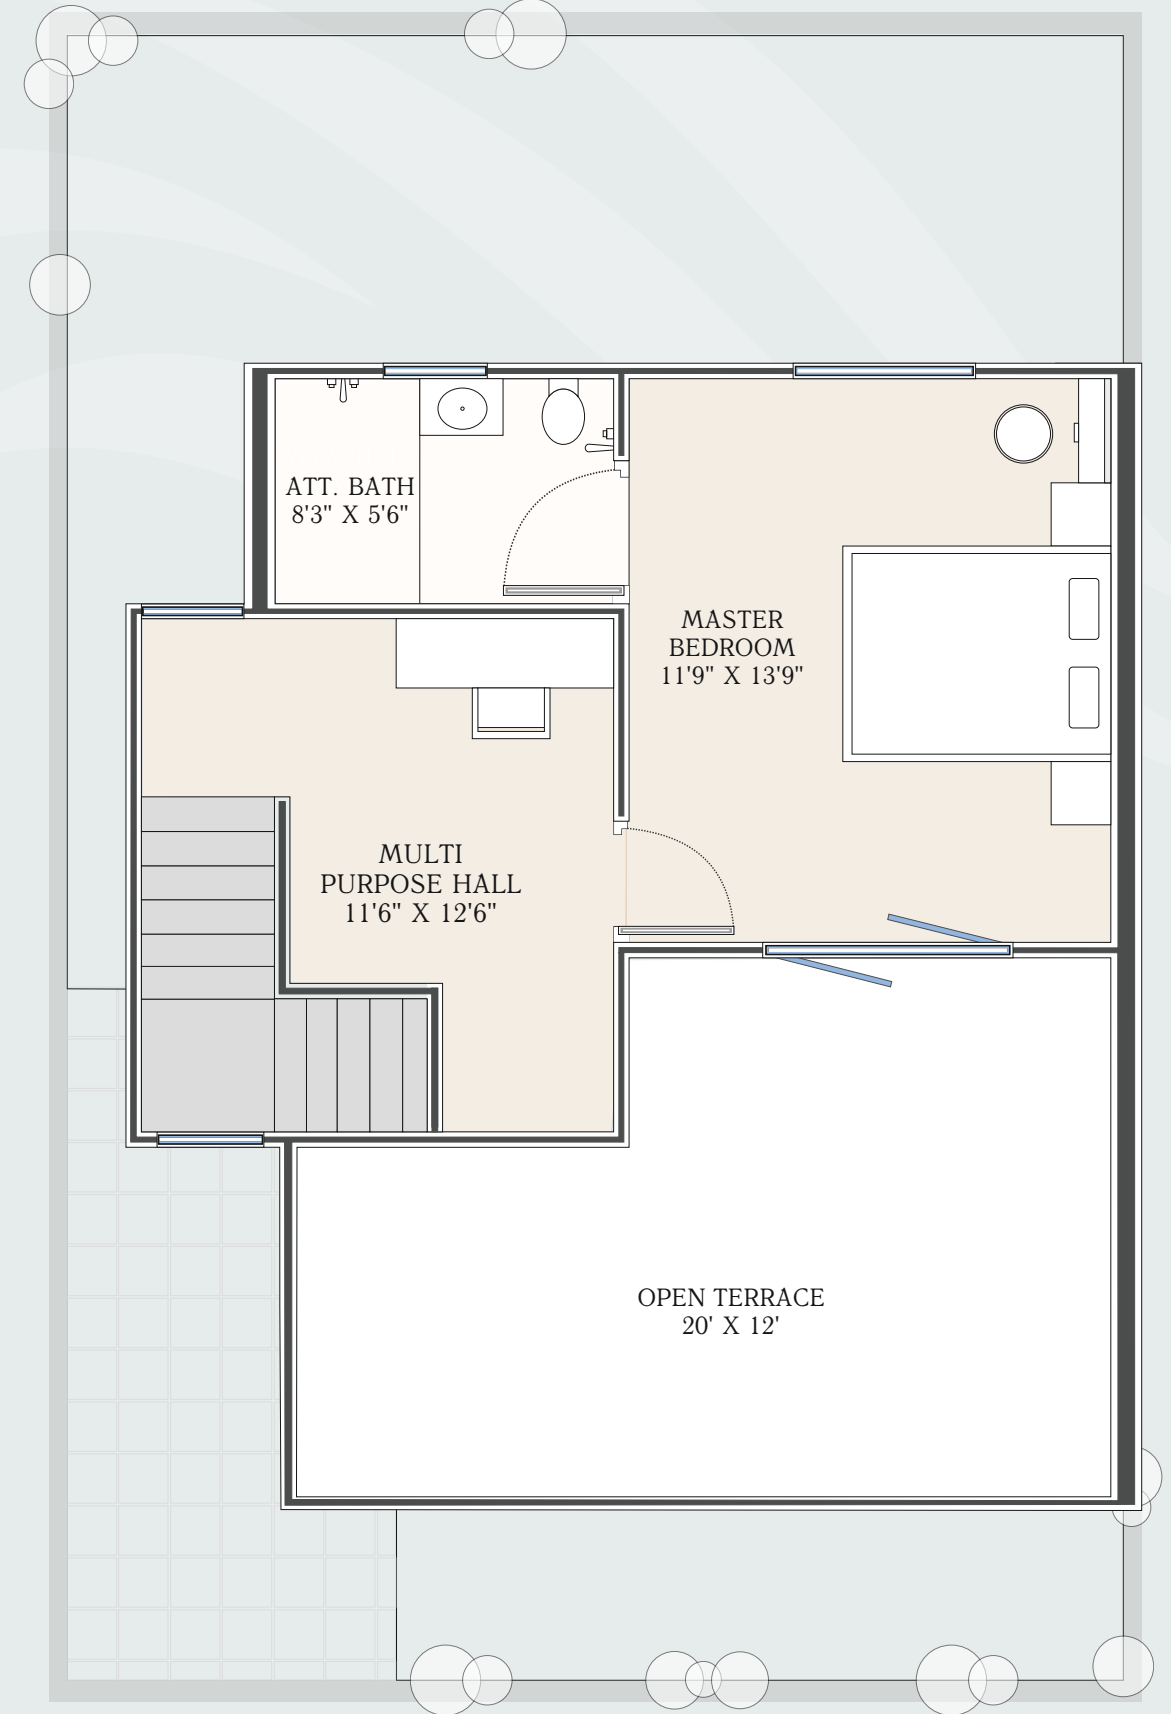 ATT. BATH
8'3" X 5'6"
MASTER
BEDROOM
11'9" X 13'9"
MULTI
PURPOSE HALL
11'6" X 12'6"
OPEN TERRACE
20' X 12'